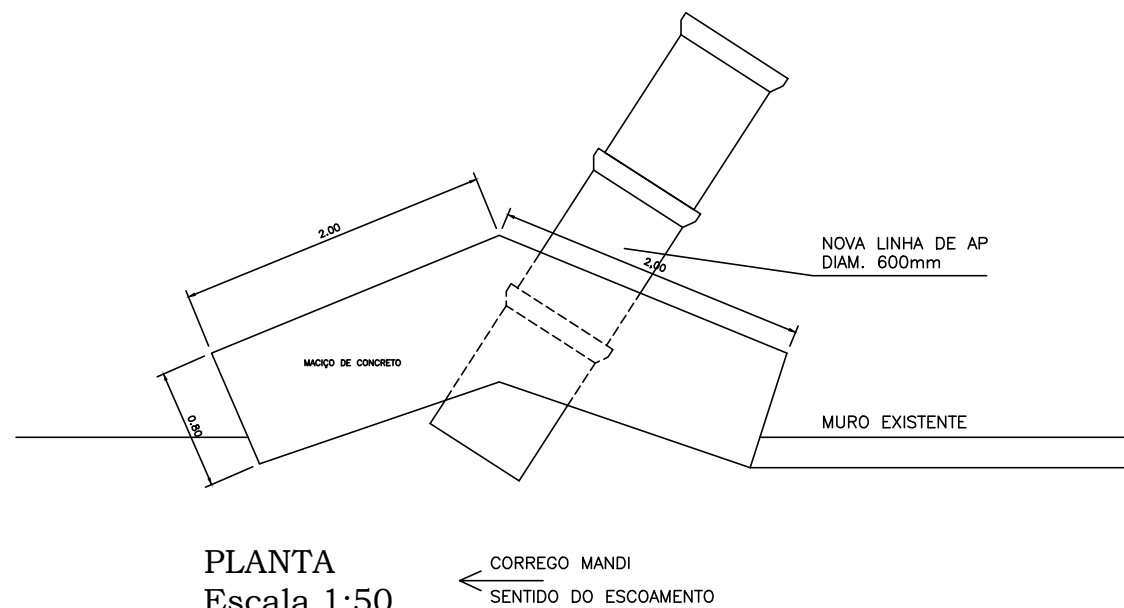 2.00
2.00
NOVA LINHA DE AP
DIAM. 600mm
MACIÇO DE CONCRETO
0.80
MURO EXISTENTE
PLANTA
Escala 1:50
CORREGO MANDI
SENTIDO DO ESCOAMENTO